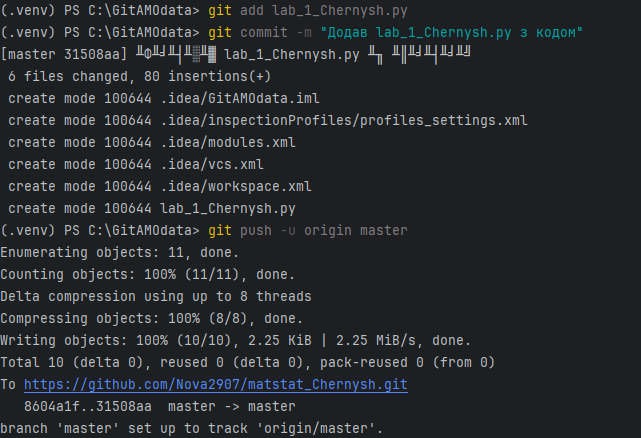 (.venv) PS C:\GitAMOdata> git add lab_1_Chernysh.py
(.venv) PS C:\GitAMOdata> git commit -m "Додав lab_1_Chernysh.py з кодом"
[master 31508aa] lab_1_Chernysh.py
 6 files changed, 80 insertions(+)
 create mode 100644 .idea/GitAMOdata.iml
 create mode 100644 .idea/inspectionProfiles/profiles_settings.xml
 create mode 100644 .idea/modules.xml
 create mode 100644 .idea/vcs.xml
 create mode 100644 .idea/workspace.xml
 create mode 100644 lab_1_Chernysh.py
(.venv) PS C:\GitAMOdata> git push -u origin master
Enumerating objects: 11, done.
Counting objects: 100% (11/11), done.
Delta compression using up to 8 threads
Compressing objects: 100% (8/8), done.
Writing objects: 100% (10/10), 2.25 KiB | 2.25 MiB/s, done.
Total 10 (delta 0), reused 0 (delta 0), pack-reused 0 (from 0)
To https://github.com/Nova2907/matstat_Chernysh.git
   8604a1f..31508aa  master -> master
branch 'master' set up to track 'origin/master'.